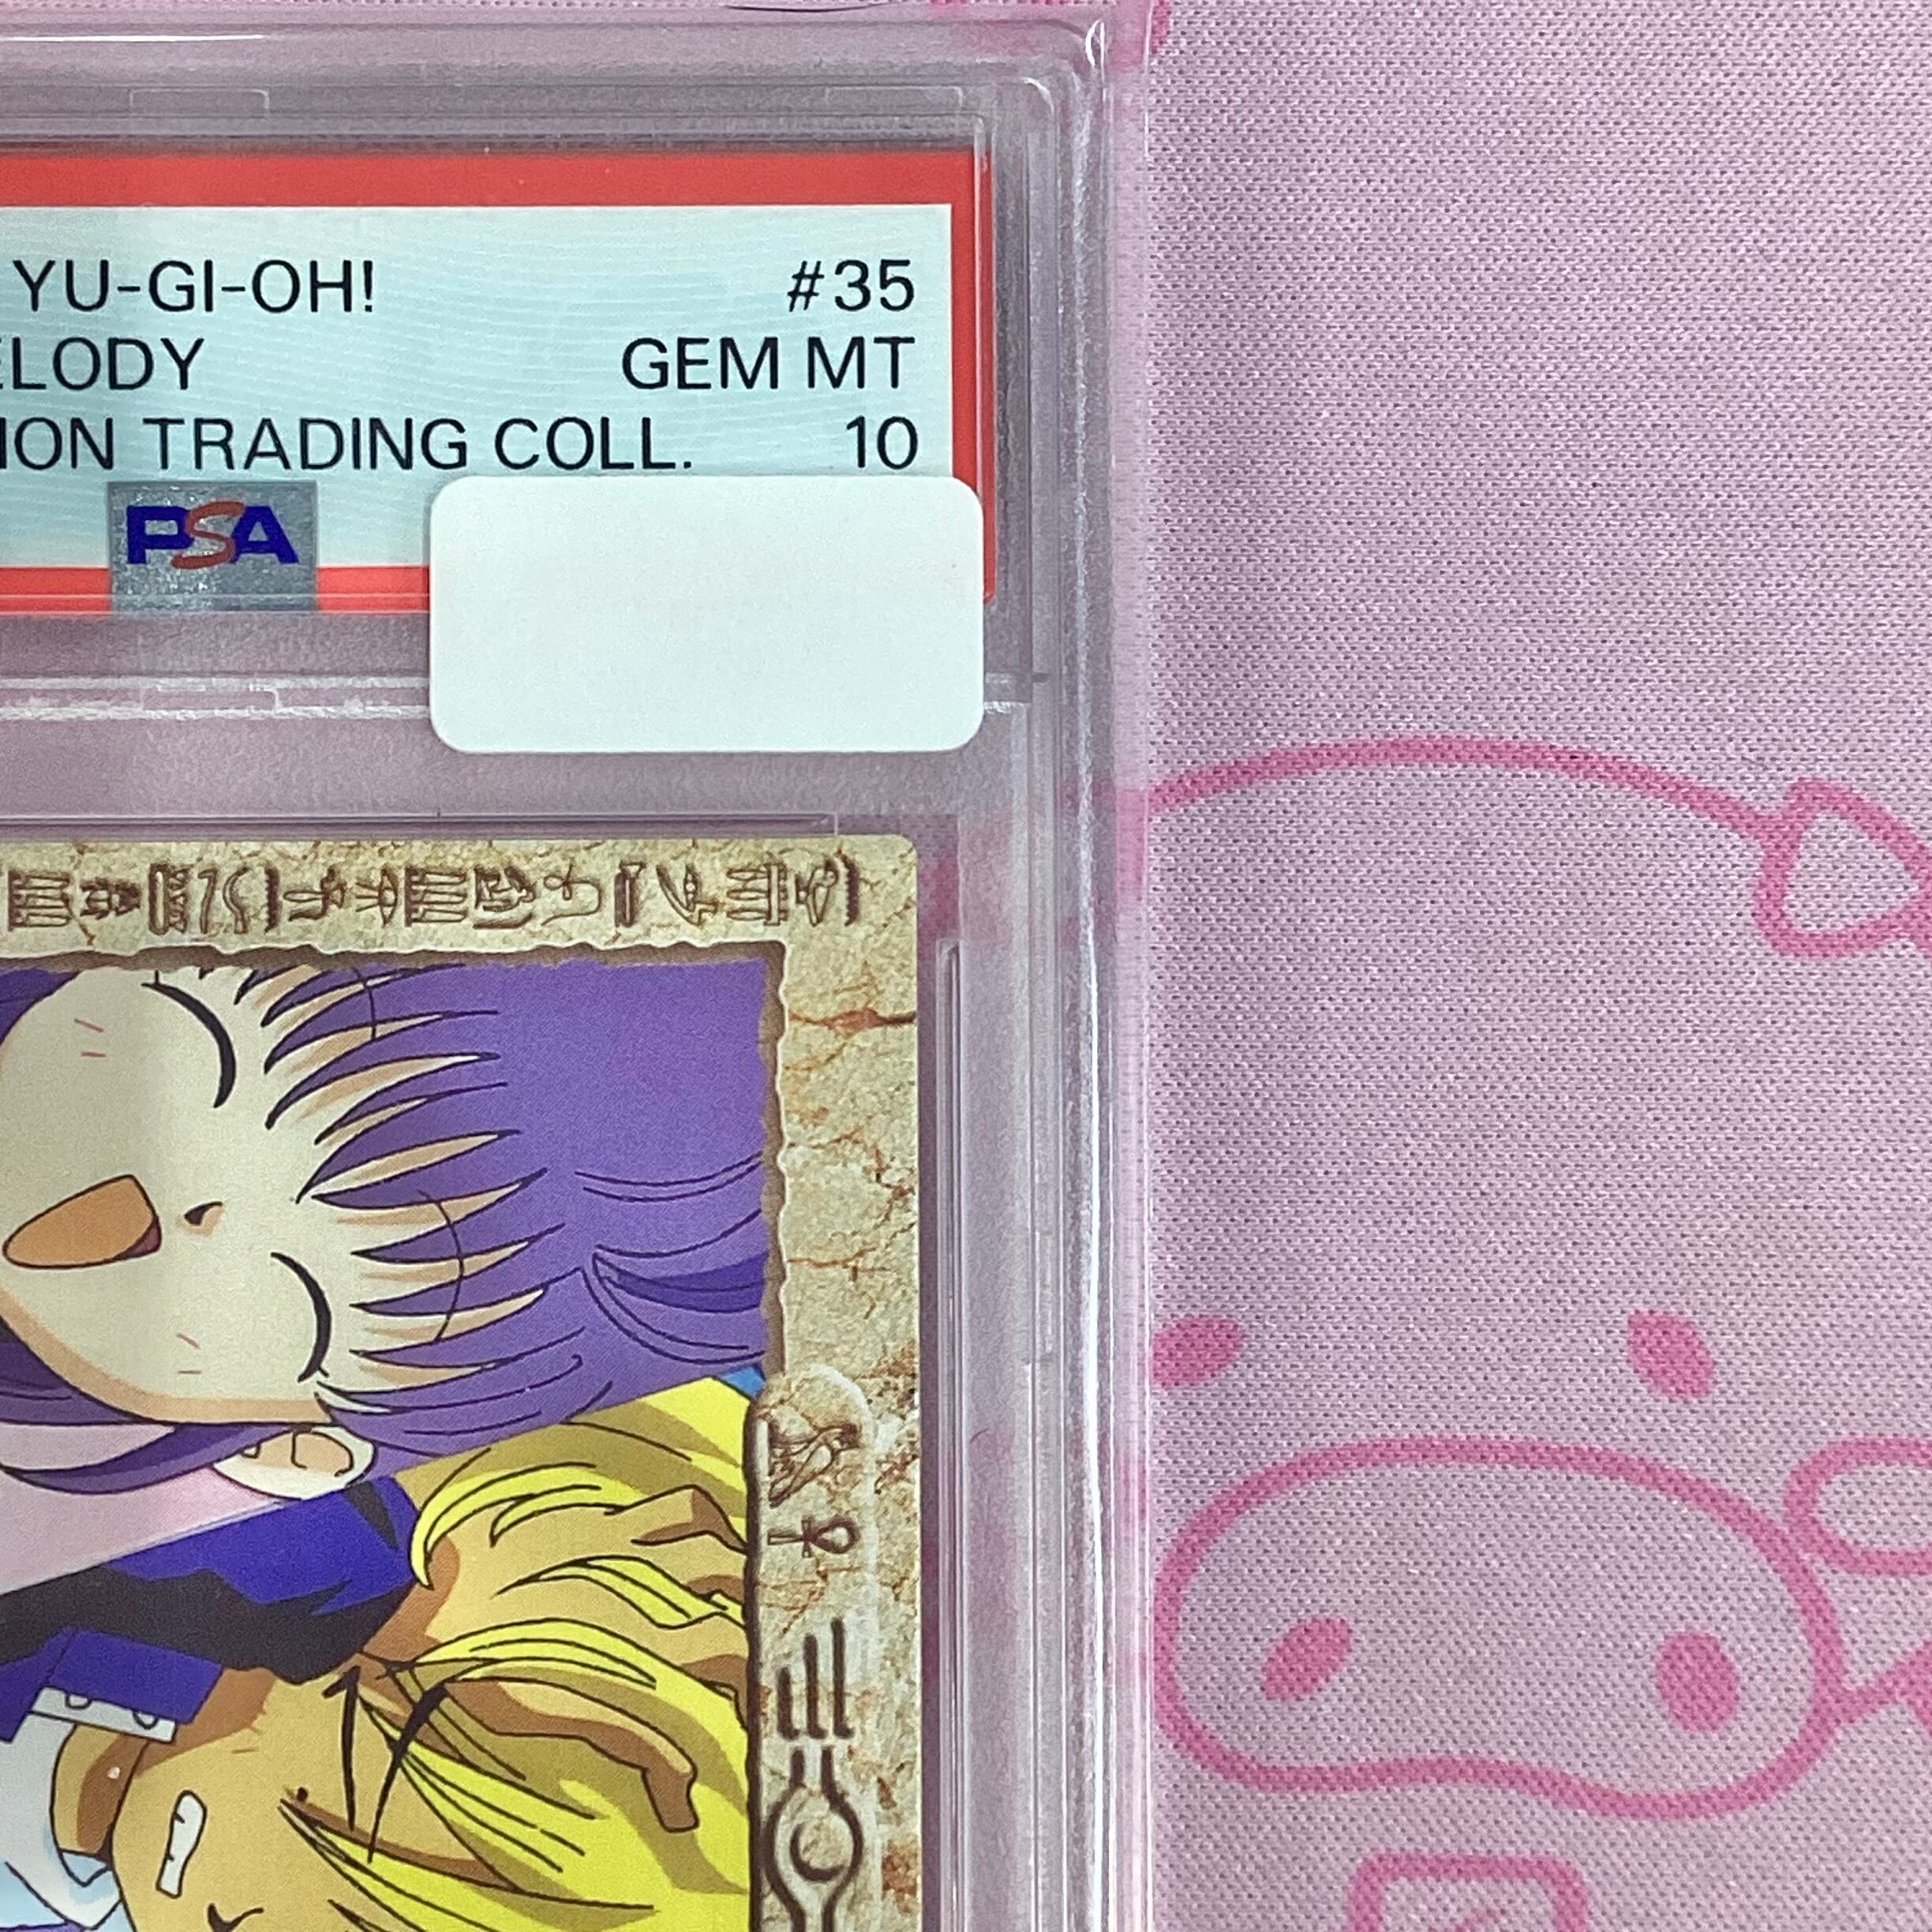 YU-GI-OH! #35
ELODY GEM MT
ION TRADING COLL. 10
PSA